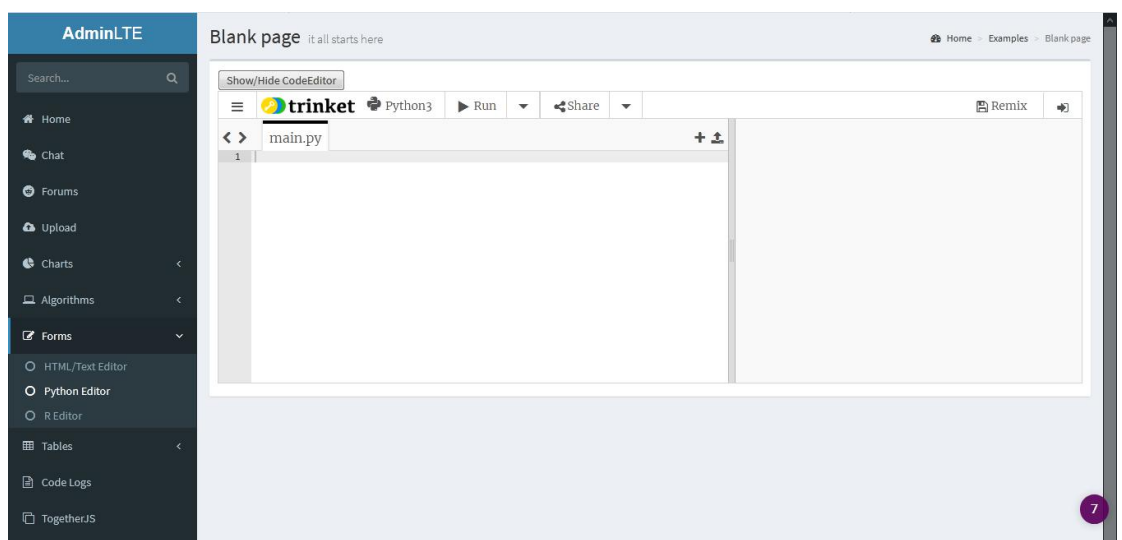 AdminLTE
Search...
Home
Chat
Forums
Upload
Charts
Algorithms
Forms
HTML/Text Editor
Python Editor
R Editor
Tables
Code Logs
TogetherJS
Blank page it all starts here
Home > Examples > Blank page
Show/Hide CodeEditor
trinket Python3 Run Share Remix
main.py
1
7